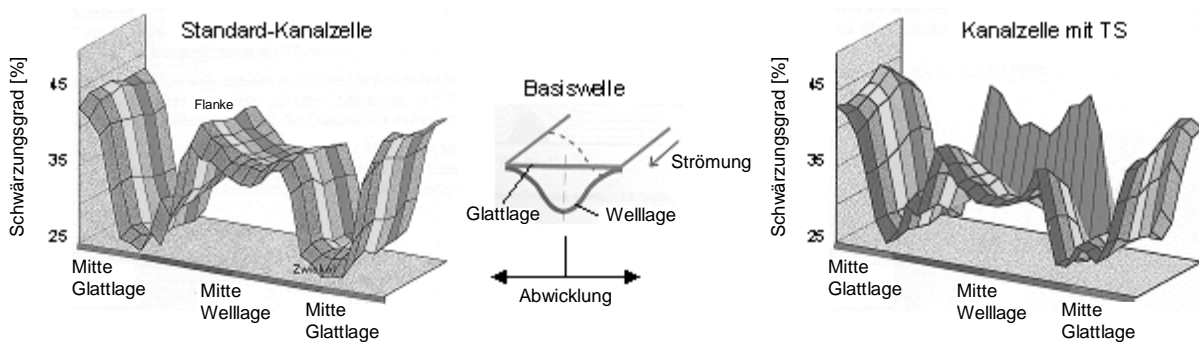 Standard-Kanalzelle
Schwärzungsgrad [%]
45
35
25
Flanke
Zwickel
Mitte
Glattlage
Mitte
Welllage
Mitte
Glattlage
Basiswelle
Strömung
Glattlage
Welllage
Abwicklung
Kanalzelle mit TS
Schwärzungsgrad [%]
45
35
25
Mitte
Glattlage
Mitte
Welllage
Mitte
Glattlage